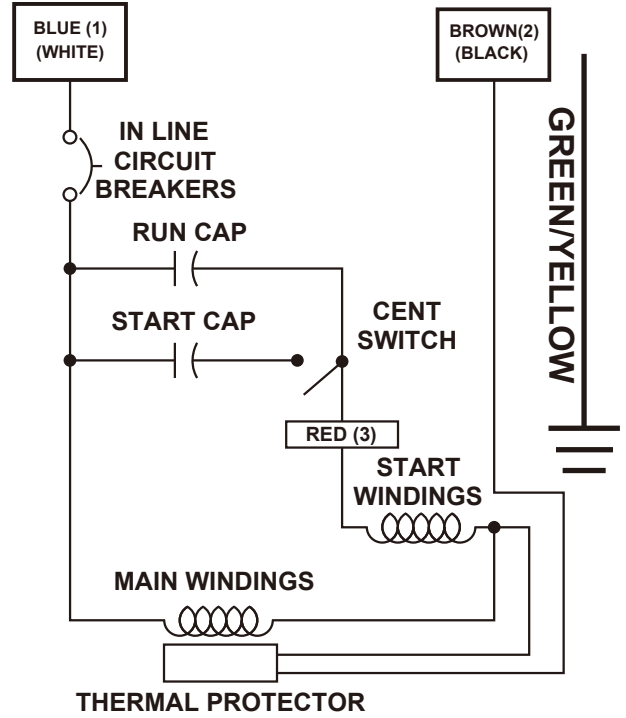 BLUE (1)
(WHITE)
BROWN(2)
(BLACK)
IN LINE
CIRCUIT
BREAKERS
GREEN/YELLOW
RUN CAP
START CAP
CENT
SWITCH
RED (3)
START
WINDINGS
MAIN WINDINGS
THERMAL PROTECTOR